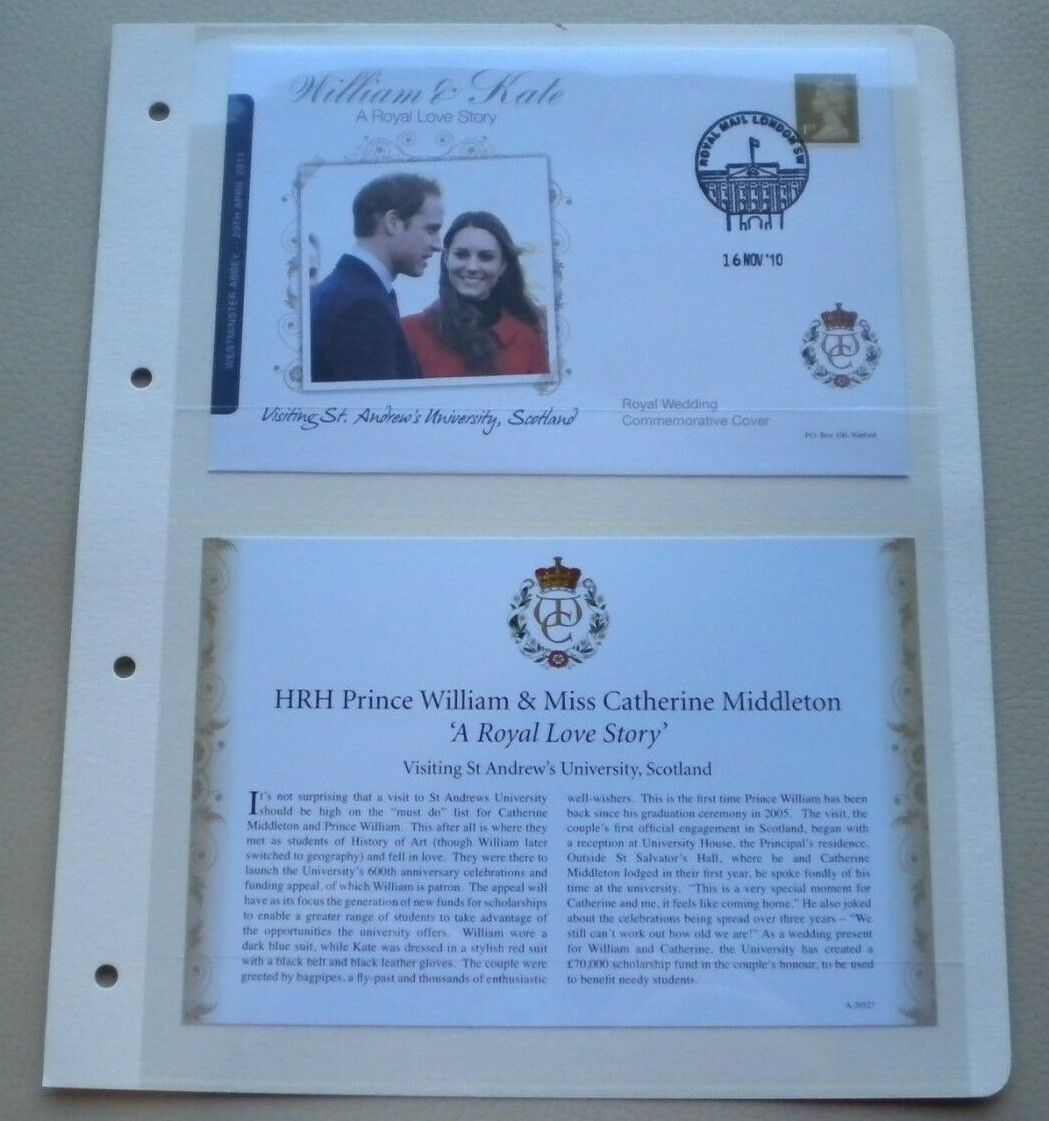 William & Kate
A Royal Love Story
WESTMINSTER ABBEY - 29TH APRIL 2011
Visiting St. Andrew's University, Scotland
ROYAL MAIL LONDON SW
16 NOV '10
Royal Wedding
Commemorative Cover
P.O. Box 100, Watford
HRH Prince William & Miss Catherine Middleton
'A Royal Love Story'
Visiting St Andrew's University, Scotland
It's not surprising that a visit to St Andrews University
should be high on the "must do" list for Catherine
Middleton and Prince William. This after all is where they
met as students of History of Art (though William later
switched to geography) and fell in love. They were there to
launch the University's 600th anniversary celebrations and
funding appeal, of which William is patron. The appeal will
have as its focus the generation of new funds for scholarships
to enable a greater range of students to take advantage of
the opportunities the university offers. William wore a
dark blue suit, while Kate was dressed in a stylish red suit
with a black belt and black leather gloves. The couple were
greeted by bagpipes, a fly-past and thousands of enthusiastic
well-wishers. This is the first time Prince William has been
back since his graduation ceremony in 2005. The visit, the
couple's first official engagement in Scotland, began with
a reception at University House, the Principal's residence.
Outside St Salvator's Hall, where he and Catherine
Middleton lodged in their first year, he spoke fondly of his
time at the university. "This is a very special moment for
Catherine and me, it feels like coming home." He also joked
about the celebrations being spread over three years – "We
still can't work out how old we are!" As a wedding present
for William and Catherine, the University has created a
£70,000 scholarship fund in the couple's honour, to be used
to benefit needy students.
A-20527